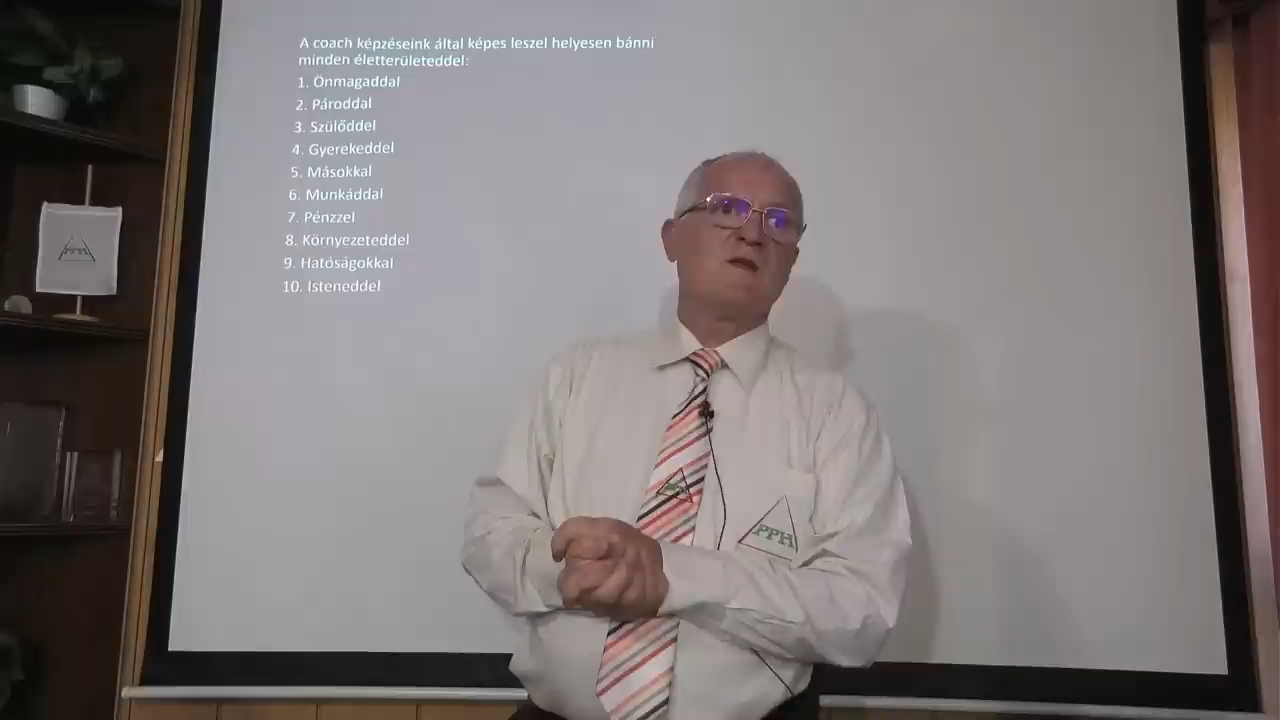 A coach képzéseink által képes leszel helyesen bánni
minden életterületeddel:
1. Önmagaddal
2. Pároddal
3. Szülőddel
4. Gyerekeddel
5. Másokkal
6. Munkáddal
7. Pénzzel
8. Környezeteddel
9. Hatóságokkal
10. Isteneddel
PPH
PPH